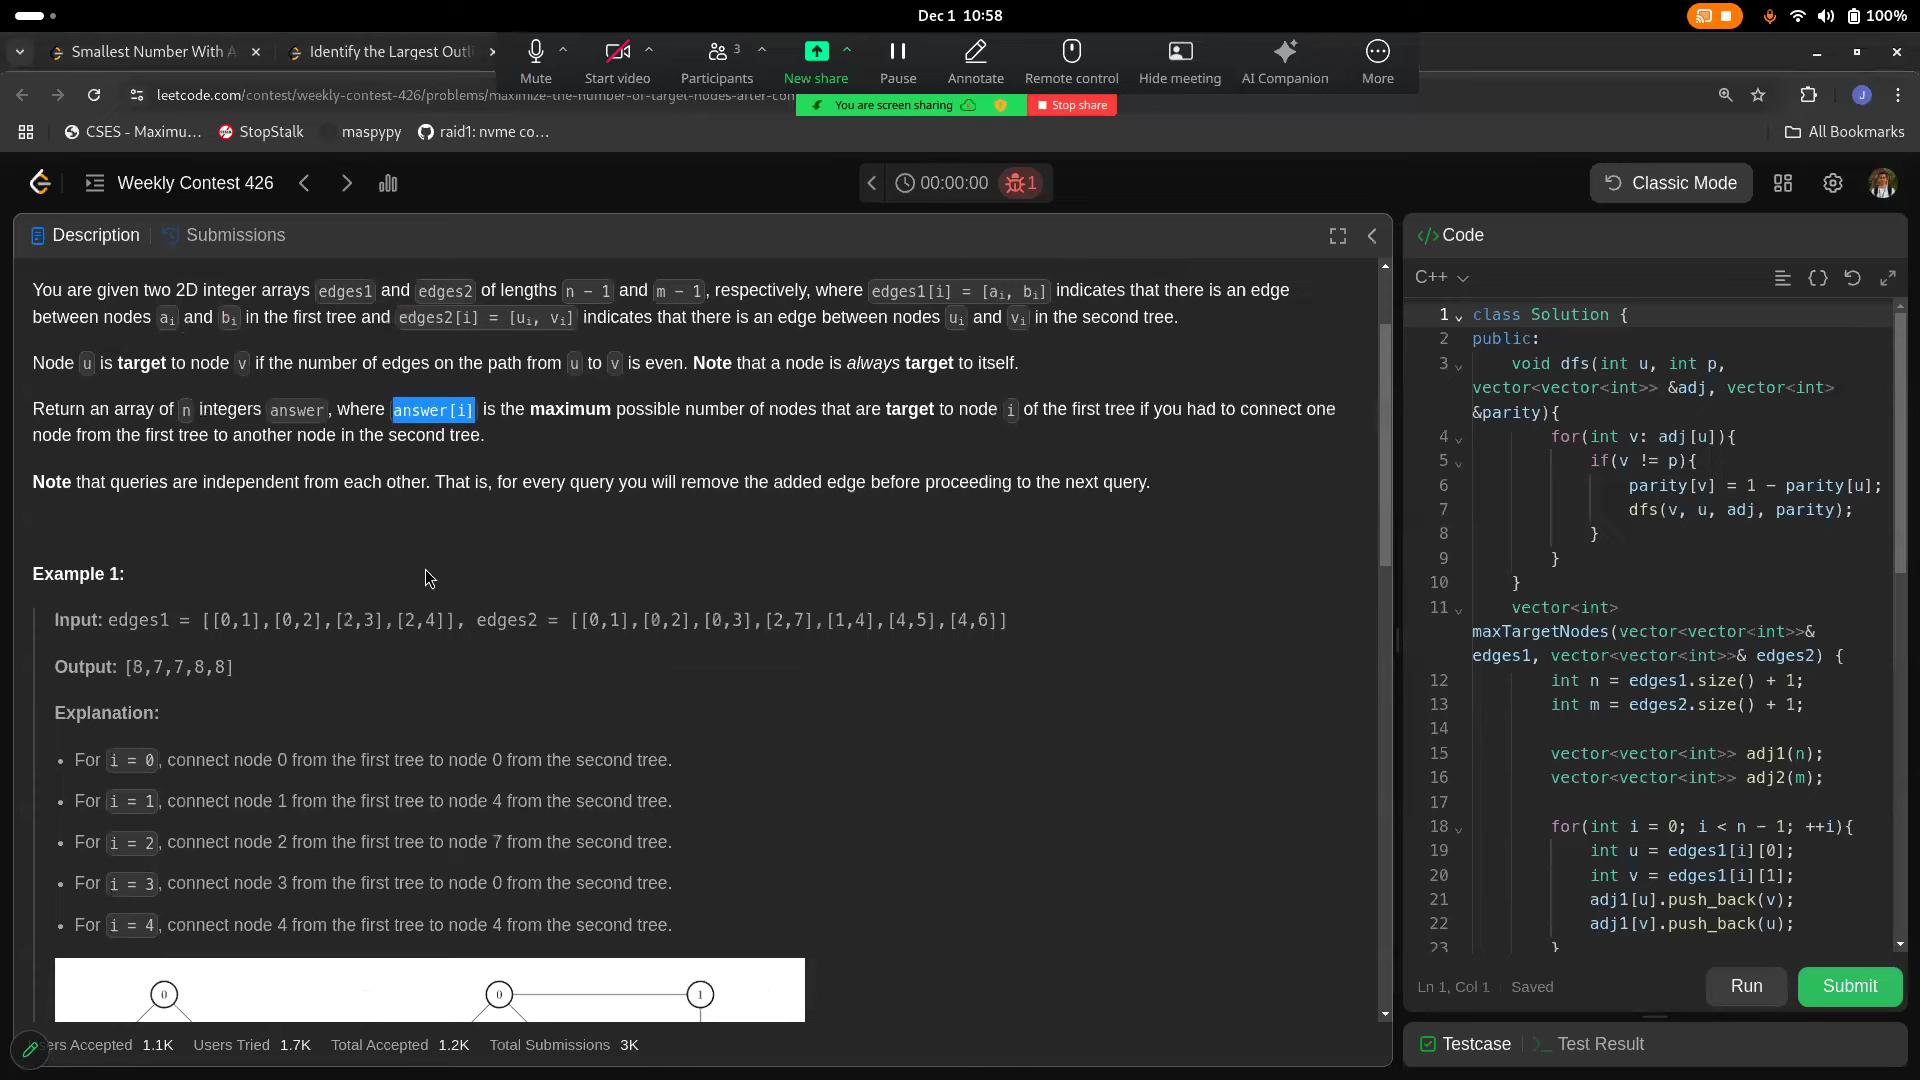 Dec 1 10:58
100%
Smallest Number With A
Identify the Largest Outli
Mute
Start video
Participants
3
New share
Pause
Annotate
Remote control
Hide meeting
AI Companion
More
leetcode.com/contest/weekly-contest-426/problems/maximize-the-number-of-target-nodes-after-con
You are screen sharing
Stop share
J
CSES - Maximu...
StopStalk
maspypy
raid1: nvme co...
All Bookmarks
Weekly Contest 426
00:00:00
1
Classic Mode
Description
Submissions
You are given two 2D integer arrays edges1 and edges2 of lengths n - 1 and m - 1, respectively, where edges1[i] = [ai, bi] indicates that there is an edge
between nodes ai and bi in the first tree and edges2[i] = [ui, vi] indicates that there is an edge between nodes ui and vi in the second tree.
Node u is target to node v if the number of edges on the path from u to v is even. Note that a node is always target to itself.
Return an array of n integers answer, where answer[i] is the maximum possible number of nodes that are target to node i of the first tree if you had to connect one
node from the first tree to another node in the second tree.
Note that queries are independent from each other. That is, for every query you will remove the added edge before proceeding to the next query.
Example 1:
Input: edges1 = [[0,1],[0,2],[2,3],[2,4]], edges2 = [[0,1],[0,2],[0,3],[2,7],[1,4],[4,5],[4,6]]
Output: [8,7,7,8,8]
Explanation:
For i = 0, connect node 0 from the first tree to node 0 from the second tree.
For i = 1, connect node 1 from the first tree to node 4 from the second tree.
For i = 2, connect node 2 from the first tree to node 7 from the second tree.
For i = 3, connect node 3 from the first tree to node 0 from the second tree.
For i = 4, connect node 4 from the first tree to node 4 from the second tree.
0
0
1
sers Accepted 1.1K Users Tried 1.7K Total Accepted 1.2K Total Submissions 3K
</> Code
C++
1 class Solution {
2 public:
3 void dfs(int u, int p,
vector<vector<int>> &adj, vector<int>
&parity){
4 for(int v: adj[u]){
5 if(v != p){
6 parity[v] = 1 - parity[u];
7 dfs(v, u, adj, parity);
8 }
9 }
10 }
11 vector<int>
maxTargetNodes(vector<vector<int>>&
edges1, vector<vector<int>>& edges2) {
12 int n = edges1.size() + 1;
13 int m = edges2.size() + 1;
14
15 vector<vector<int>> adj1(n);
16 vector<vector<int>> adj2(m);
17
18 for(int i = 0; i < n - 1; ++i){
19 int u = edges1[i][0];
20 int v = edges1[i][1];
21 adj1[u].push_back(v);
22 adj1[v].push_back(u);
23 }
Ln 1, Col 1 Saved
Run
Submit
Testcase
Test Result